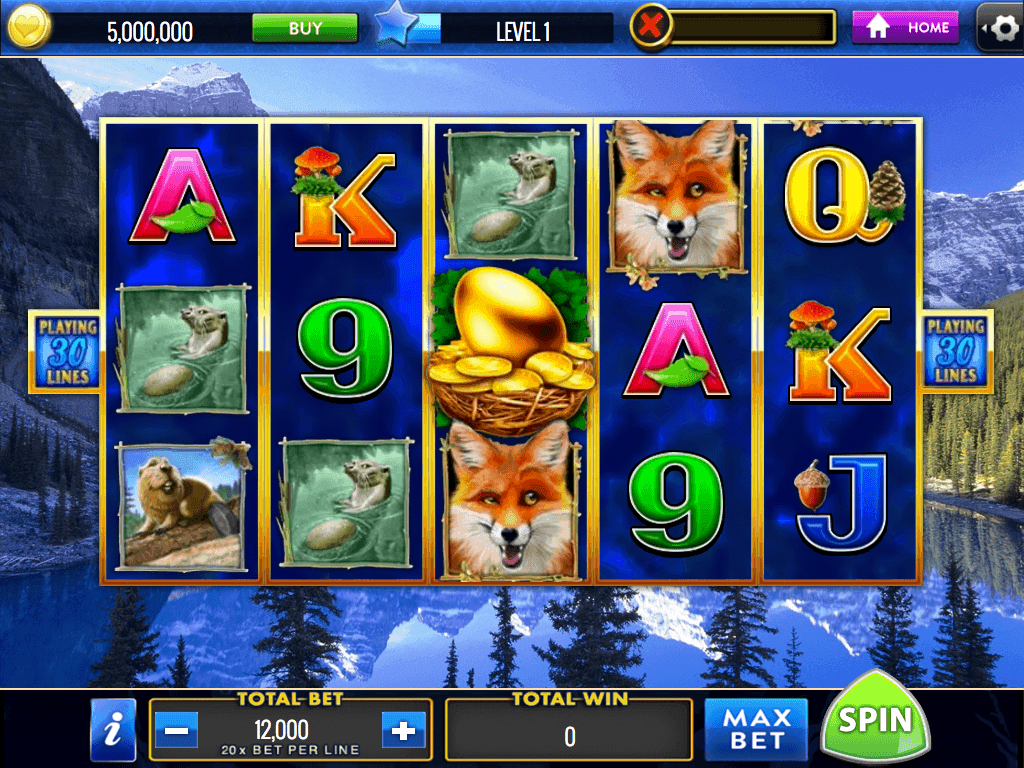 5,000,000
BUY
LEVEL 1
HOME
A
K
Q
PLAYING
30
LINES
9
A
K
PLAYING
30
LINES
9
J
i
TOTAL BET
12,000
20x BET PER LINE
TOTAL WIN
0
MAX
BET
SPIN